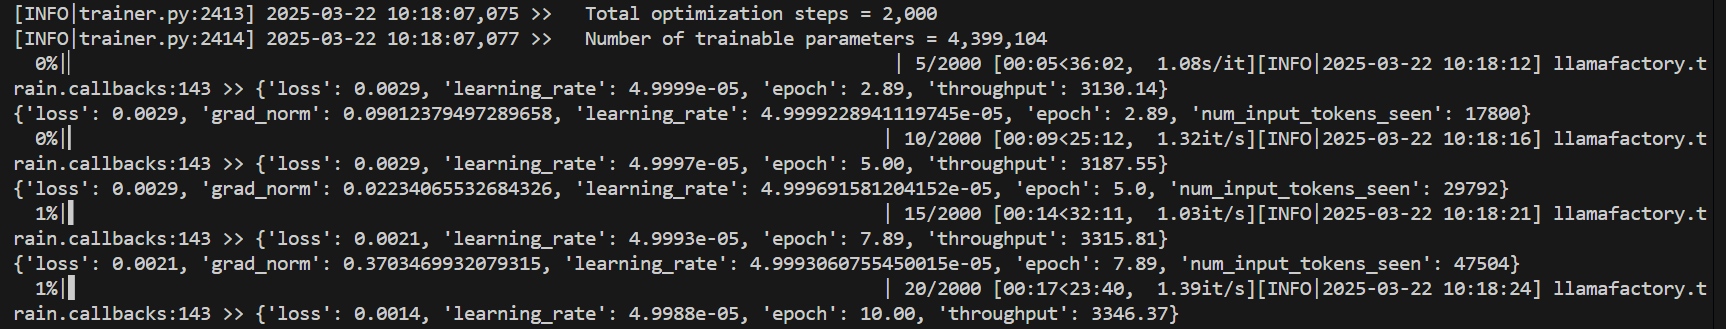 [INFO|trainer.py:2413] 2025-03-22 10:18:07,075 >>   Total optimization steps = 2,000
[INFO|trainer.py:2414] 2025-03-22 10:18:07,077 >>   Number of trainable parameters = 4,399,104
  0%|| | 5/2000 [00:05<36:02,  1.08s/it][INFO|2025-03-22 10:18:12] llamafactory.t
rain.callbacks:143 >> {'loss': 0.0029, 'learning_rate': 4.9999e-05, 'epoch': 2.89, 'throughput': 3130.14}
{'loss': 0.0029, 'grad_norm': 0.09012379497289658, 'learning_rate': 4.9999228941119745e-05, 'epoch': 2.89, 'num_input_tokens_seen': 17800}
  0%|| | 10/2000 [00:09<25:12,  1.32it/s][INFO|2025-03-22 10:18:16] llamafactory.t
rain.callbacks:143 >> {'loss': 0.0029, 'learning_rate': 4.9997e-05, 'epoch': 5.00, 'throughput': 3187.55}
{'loss': 0.0029, 'grad_norm': 0.02234065532684326, 'learning_rate': 4.999691581204152e-05, 'epoch': 5.0, 'num_input_tokens_seen': 29792}
  1%|▌ | 15/2000 [00:14<32:11,  1.03it/s][INFO|2025-03-22 10:18:21] llamafactory.t
rain.callbacks:143 >> {'loss': 0.0021, 'learning_rate': 4.9993e-05, 'epoch': 7.89, 'throughput': 3315.81}
{'loss': 0.0021, 'grad_norm': 0.3703469932079315, 'learning_rate': 4.9993060755450015e-05, 'epoch': 7.89, 'num_input_tokens_seen': 47504}
  1%|▊ | 20/2000 [00:17<23:40,  1.39it/s][INFO|2025-03-22 10:18:24] llamafactory.t
rain.callbacks:143 >> {'loss': 0.0014, 'learning_rate': 4.9988e-05, 'epoch': 10.00, 'throughput': 3346.37}